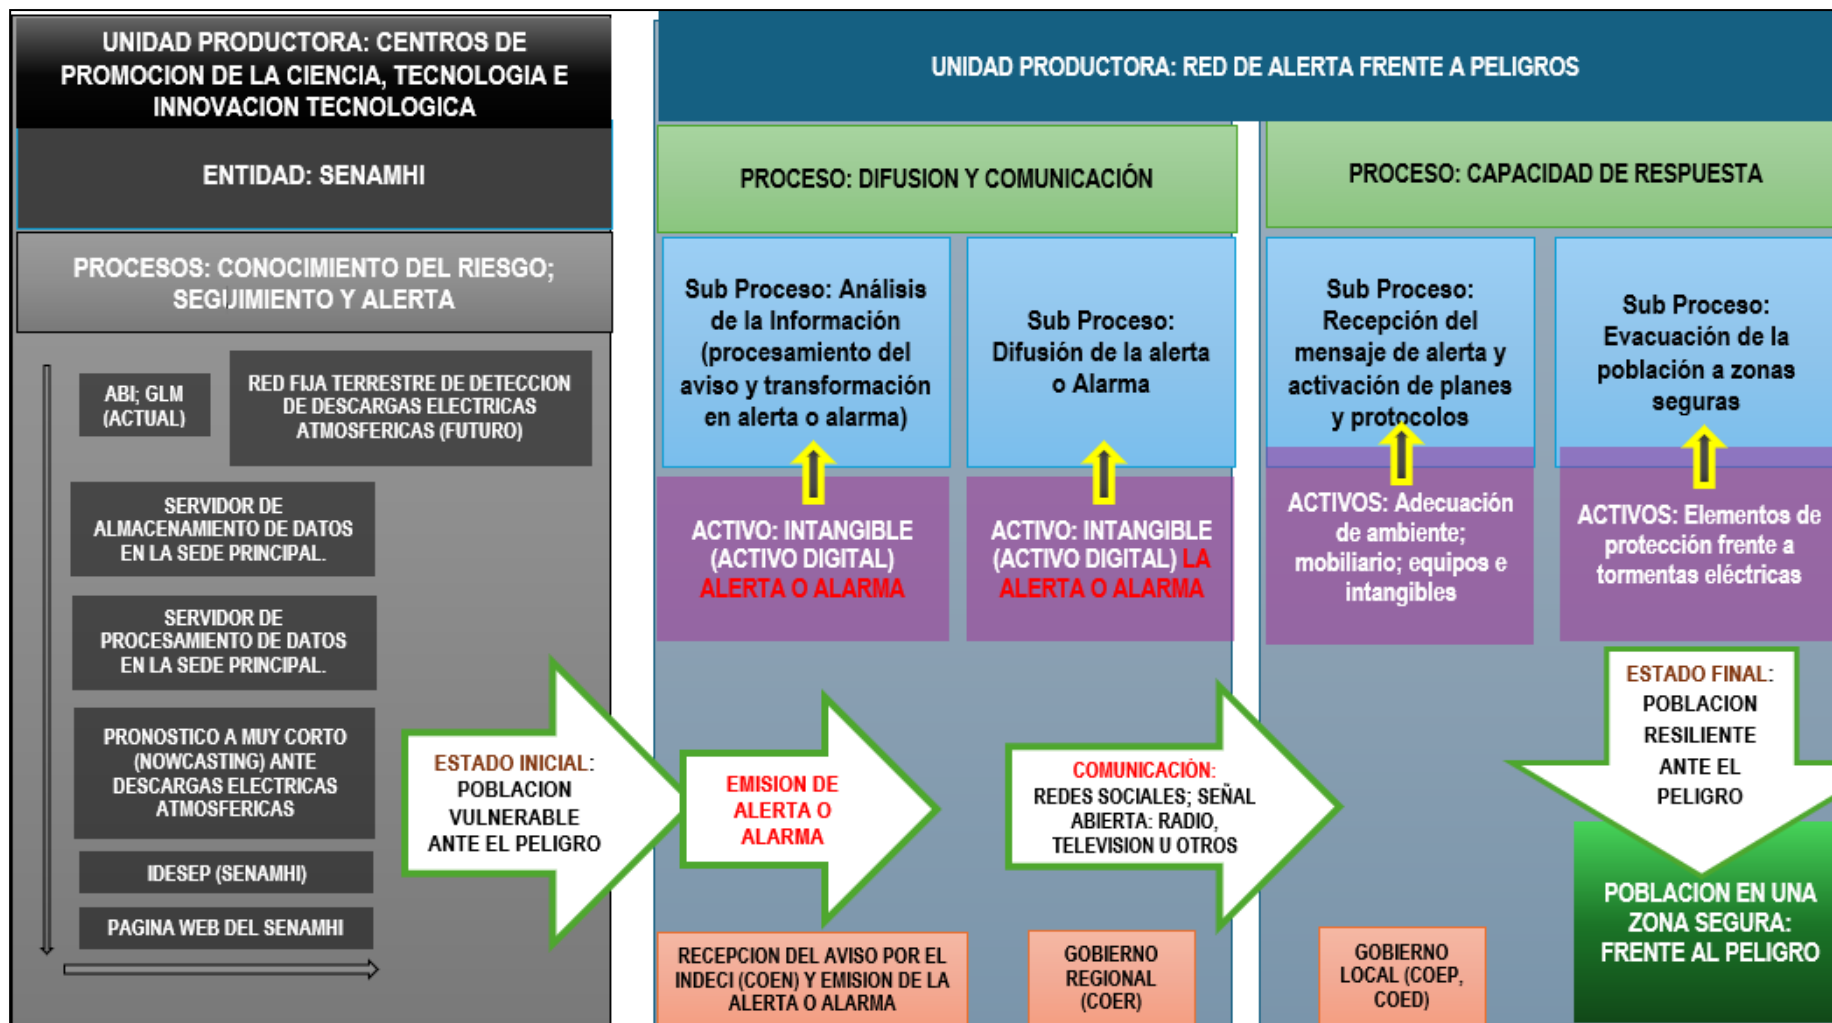 UNIDAD PRODUCTORA: CENTROS DE
PROMOCION DE LA CIENCIA, TECNOLOGIA E
INNOVACION TECNOLOGICA
ENTIDAD: SENAMHI
PROCESOS: CONOCIMIENTO DEL RIESGO;
SEGUIMIENTO Y ALERTA
ABI; GLM
(ACTUAL)
RED FIJA TERRESTRE DE DETECCION
DE DESCARGAS ELECTRICAS
ATMOSFERICAS (FUTURO)
SERVIDOR DE
ALMACENAMIENTO DE DATOS
EN LA SEDE PRINCIPAL.
SERVIDOR DE
PROCESAMIENTO DE DATOS
EN LA SEDE PRINCIPAL.
PRONOSTICO A MUY CORTO
(NOWCASTING) ANTE
DESCARGAS ELECTRICAS
ATMOSFERICAS
IDESEP (SENAMHI)
PAGINA WEB DEL SENAMHI
ESTADO INICIAL:
POBLACION
VULNERABLE
ANTE EL PELIGRO
UNIDAD PRODUCTORA: RED DE ALERTA FRENTE A PELIGROS
PROCESO: DIFUSION Y COMUNICACIÓN
Sub Proceso: Análisis
de la Información
(procesamiento del
aviso y transformación
en alerta o alarma)
Sub Proceso:
Difusión de la alerta
o Alarma
ACTIVO: INTANGIBLE
(ACTIVO DIGITAL)
ALERTA O ALARMA
ACTIVO: INTANGIBLE
(ACTIVO DIGITAL) LA
ALERTA O ALARMA
EMISION DE
ALERTA O
ALARMA
COMUNICACIÓN:
REDES SOCIALES; SEÑAL
ABIERTA: RADIO,
TELEVISION U OTROS
RECEPCION DEL AVISO POR EL
INDECI (COEN) Y EMISION DE LA
ALERTA O ALARMA
GOBIERNO
REGIONAL
(COER)
PROCESO: CAPACIDAD DE RESPUESTA
Sub Proceso:
Recepción del
mensaje de alerta y
activación de planes
y protocolos
Sub Proceso:
Evacuación de la
población a zonas
seguras
ACTIVOS: Adecuación
de ambiente;
mobiliario; equipos e
intangibles
ACTIVOS: Elementos de
protección frente a
tormentas eléctricas
ESTADO FINAL:
POBLACION
RESILIENTE
ANTE EL
PELIGRO
GOBIERNO
LOCAL (COEP,
COED)
POBLACION EN UNA
ZONA SEGURA:
FRENTE AL PELIGRO